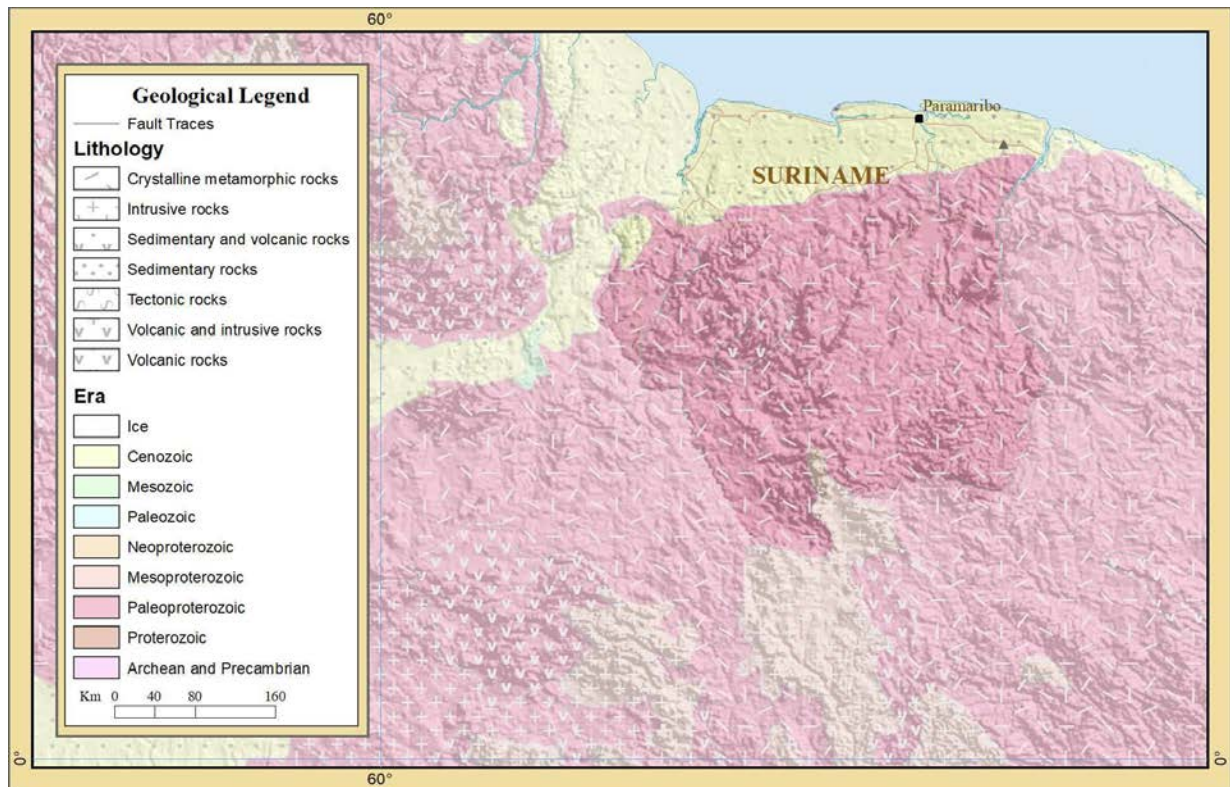 60°
Geological Legend
Fault Traces
Lithology
Crystalline metamorphic rocks
Intrusive rocks
Sedimentary and volcanic rocks
Sedimentary rocks
Tectonic rocks
Volcanic and intrusive rocks
Volcanic rocks
Era
Ice
Cenozoic
Mesozoic
Paleozoic
Neoproterozoic
Mesoproterozoic
Paleoproterozoic
Proterozoic
Archean and Precambrian
Km 0 40 80 160
Paramaribo
SURINAME
0°
0°
60°